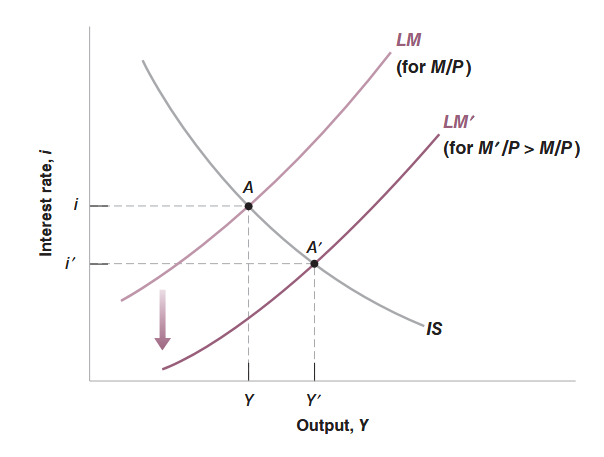 LM
(for M/P)
LM′
(for M′/P > M/P)
Interest rate, i
A
i
A′
i′
IS
Y
Y′
Output, Y